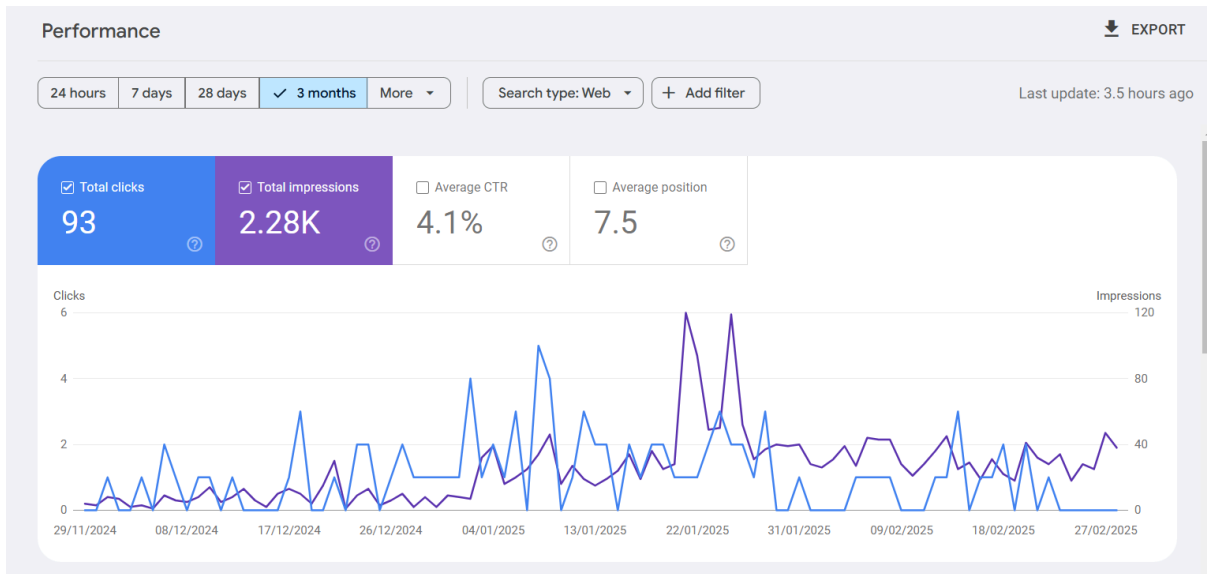 Performance
EXPORT
24 hours 7 days 28 days 3 months More
Search type: Web + Add filter
Last update: 3.5 hours ago
Total clicks Total impressions Average CTR Average position
93 2.28K 4.1% 7.5
Clicks Impressions
6 120
4 80
2 40
0 0
29/11/2024 08/12/2024 17/12/2024 26/12/2024 04/01/2025 13/01/2025 22/01/2025 31/01/2025 09/02/2025 18/02/2025 27/02/2025